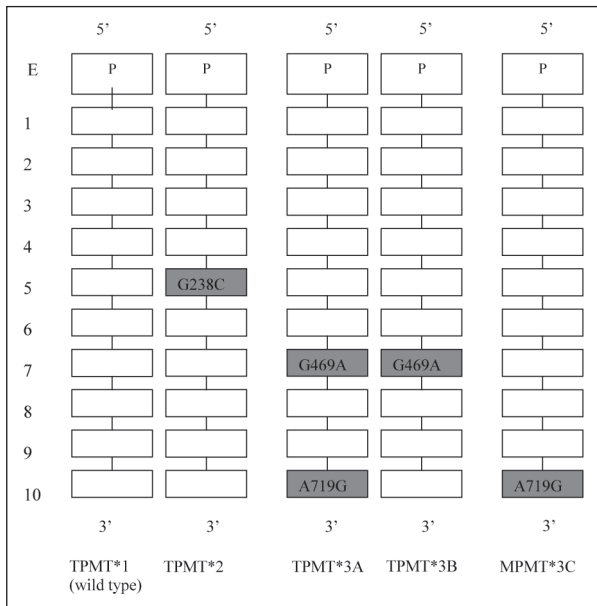 5’ 5’ 5’ 5’ 5’
E P P P P P
1
2
3
4
5 G238C
6
7 G469A G469A
8
9
10 A719G A719G
3’ 3’ 3’ 3’ 3’
TPMT*1 TPMT*2 TPMT*3A TPMT*3B MPMT*3C
(wild type)